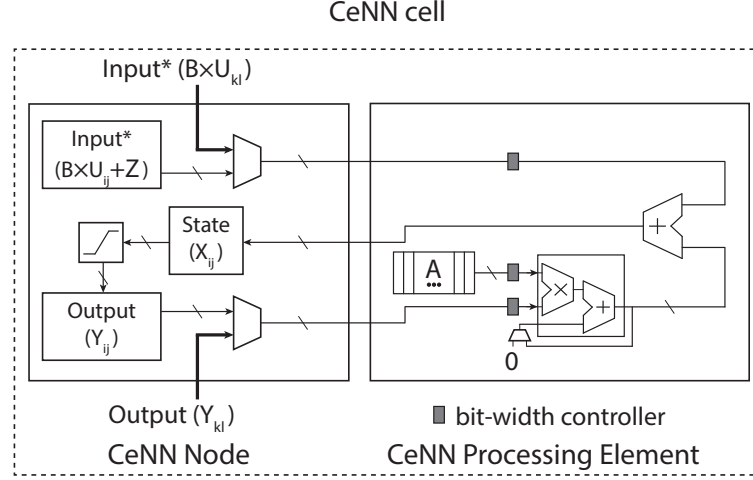 CeNN cell
Input* (B×U_kl)
Input*
(B×U_ij+Z)
State
(X_ij)
+
A
...
×
+
Output
(Y_ij)
0
Output (Y_kl)
bit-width controller
CeNN Node
CeNN Processing Element